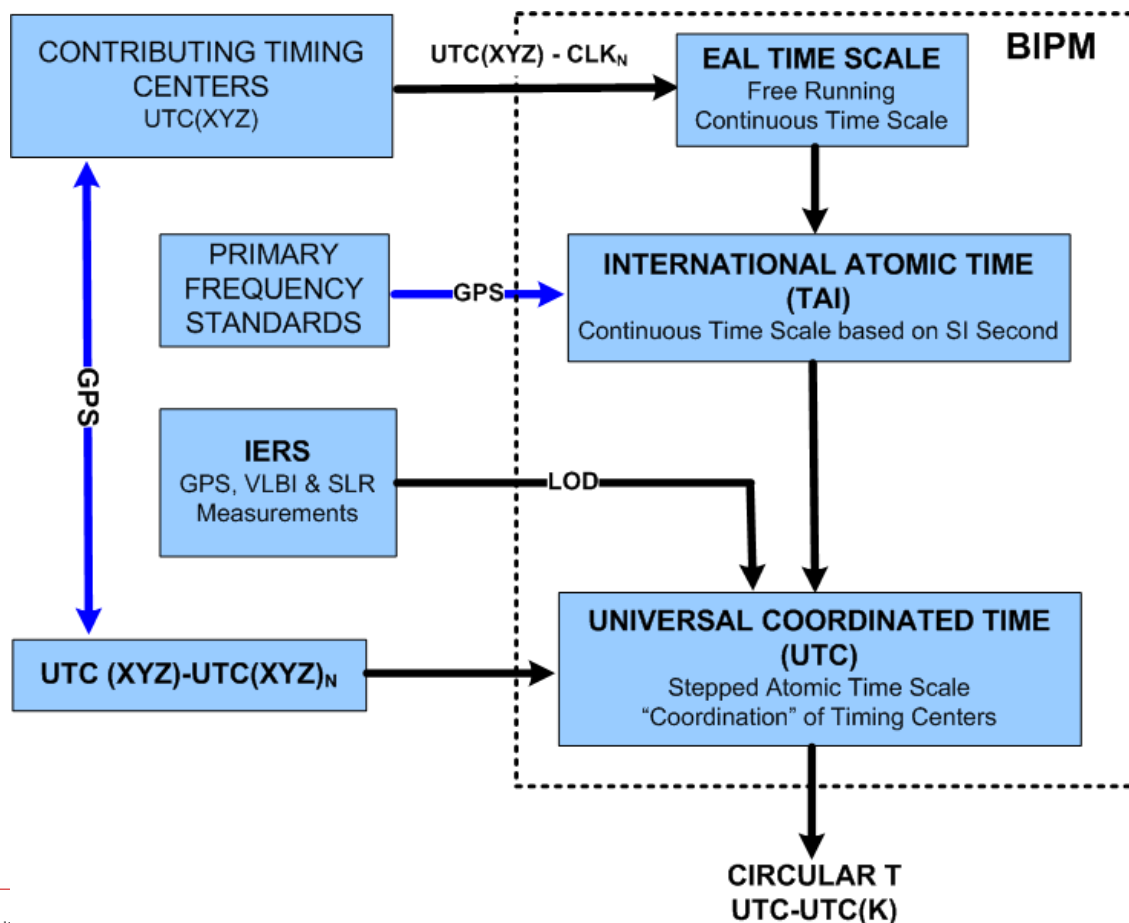 CONTRIBUTING TIMING
CENTERS
UTC(XYZ)
UTC(XYZ) - CLKN
EAL TIME SCALE
Free Running
Continuous Time Scale
BIPM
PRIMARY
FREQUENCY
STANDARDS
GPS
INTERNATIONAL ATOMIC TIME
(TAI)
Continuous Time Scale based on SI Second
GPS
IERS
GPS, VLBI & SLR
Measurements
LOD
UTC (XYZ)-UTC(XYZ)N
UNIVERSAL COORDINATED TIME
(UTC)
Stepped Atomic Time Scale
“Coordination” of Timing Centers
CIRCULAR T
UTC-UTC(K)